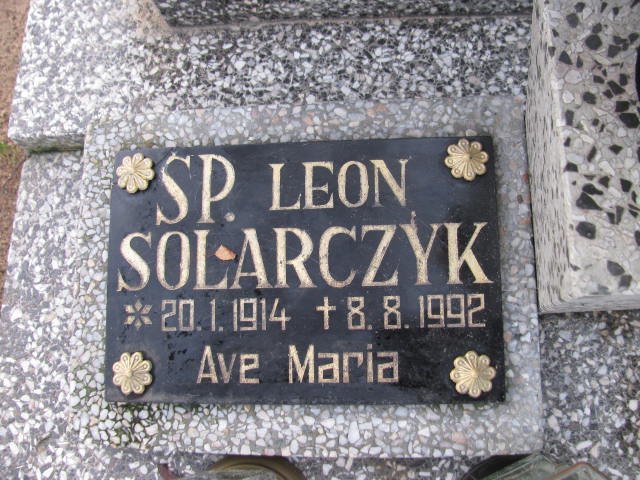 ŚP. LEON
SOLARCZYK
* 20.1.1914 ✝ 8.8.1992
Ave Maria